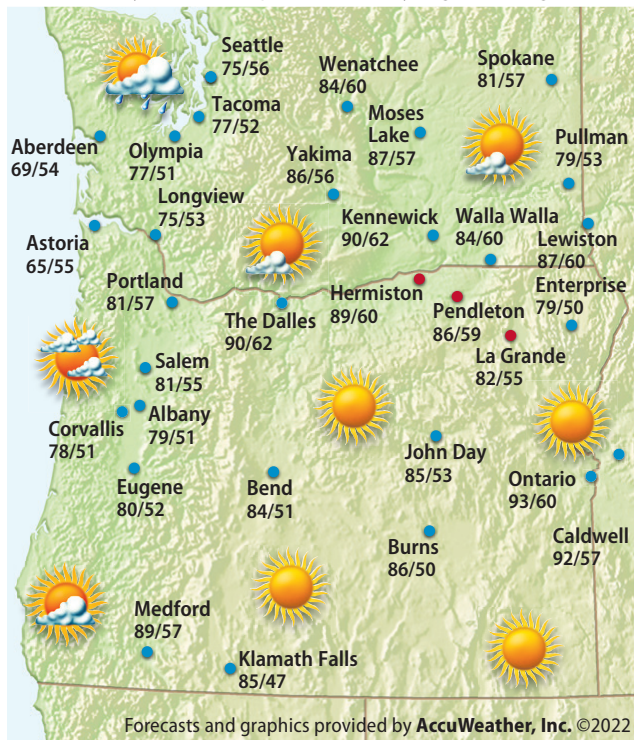 Seattle
75/56
Tacoma
77/52
Wenatchee
84/60
Spokane
81/57
Moses
Lake
87/57
Aberdeen
69/54
Olympia
77/51
Yakima
86/56
Pullman
79/53
Longview
75/53
Kennewick
90/62
Walla Walla
84/60
Lewiston
87/60
Astoria
65/55
Portland
81/57
The Dalles
90/62
Hermiston
89/60
Pendleton
86/59
Enterprise
79/50
La Grande
82/55
Salem
81/55
Albany
79/51
Corvallis
78/51
Eugene
80/52
Bend
84/51
John Day
85/53
Ontario
93/60
Caldwell
92/57
Burns
86/50
Medford
89/57
Klamath Falls
85/47
Forecasts and graphics provided by AccuWeather, Inc. ©2022